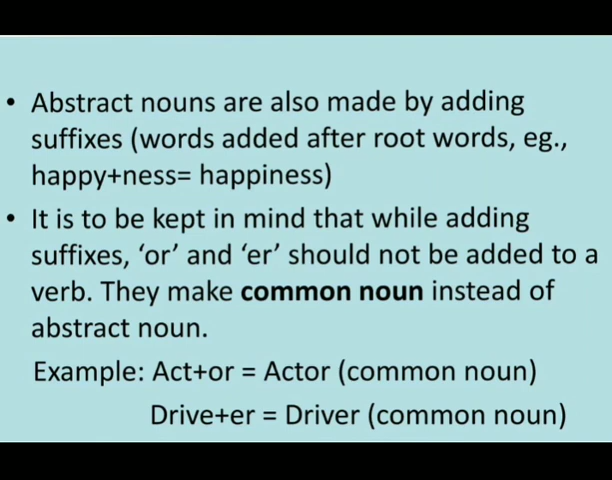 • Abstract nouns are also made by adding
suffixes (words added after root words, eg.,
happy+ness= happiness)
• It is to be kept in mind that while adding
suffixes, ‘or’ and ‘er’ should not be added to a
verb. They make common noun instead of
abstract noun.
Example: Act+or = Actor (common noun)
Drive+er = Driver (common noun)